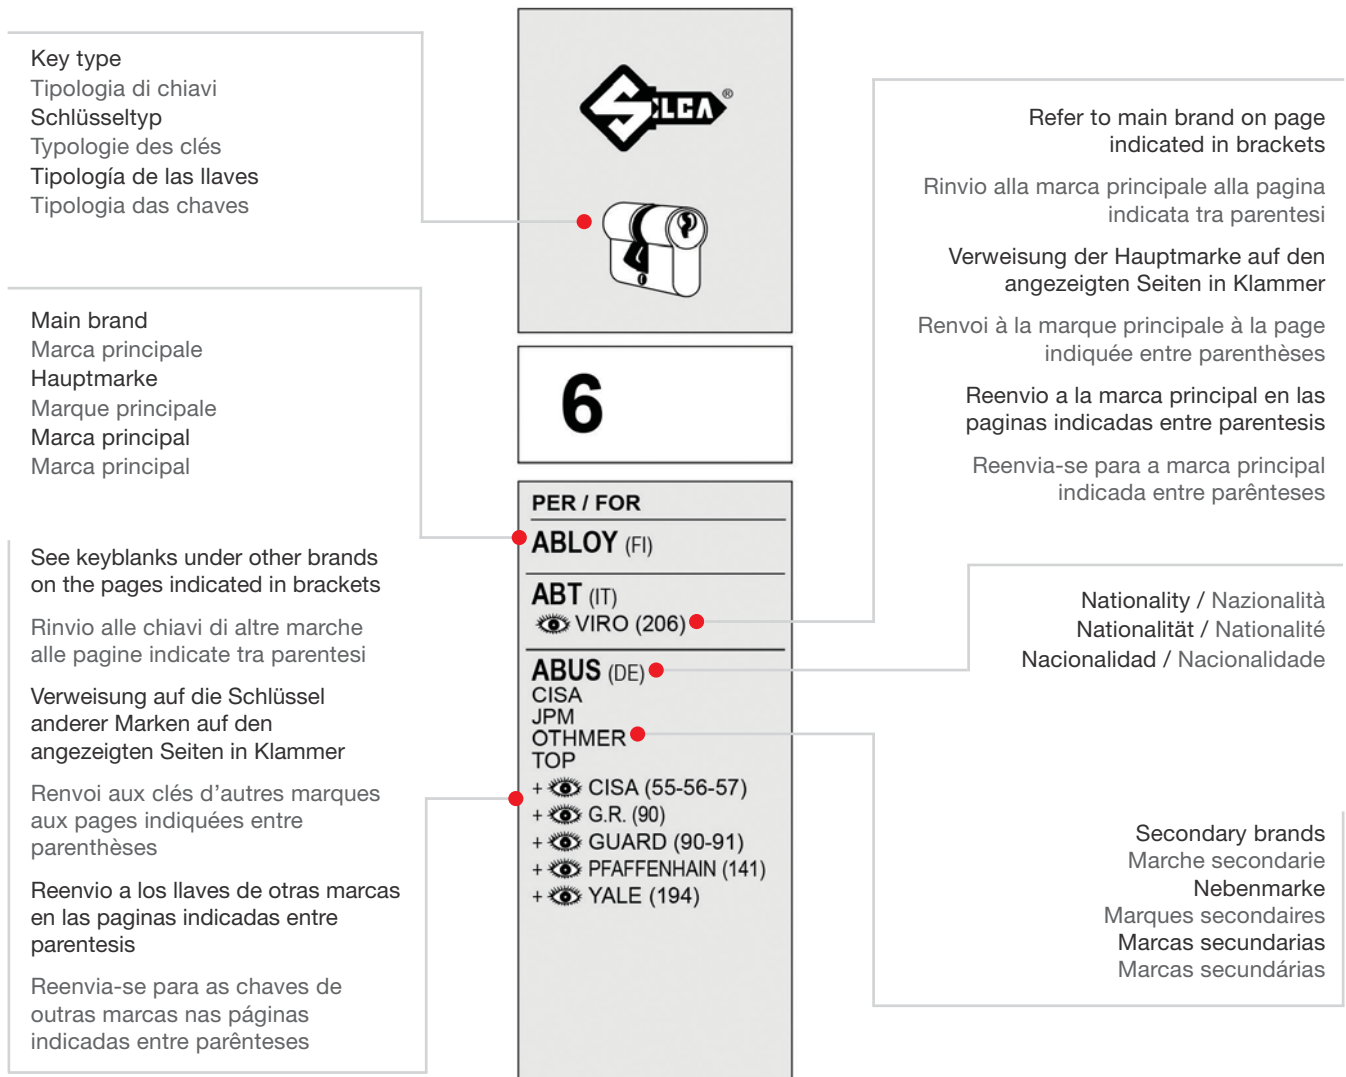 Key type
Tipologia di chiavi
Schlüsseltyp
Typologie des clés
Tipología de las llaves
Tipologia das chaves
Main brand
Marca principale
Hauptmarke
Marque principale
Marca principal
Marca principal
See keyblanks under other brands
on the pages indicated in brackets
Rinvio alle chiavi di altre marche
alle pagine indicate tra parentesi
Verweisung auf die Schlüssel
anderer Marken auf den
angezeigten Seiten in Klammer
Renvoi aux clés d'autres marques
aux pages indiquées entre
parenthèses
Reenvio a los llaves de otras marcas
en las paginas indicadas entre
parentesis
Reenvia-se para as chaves de
outras marcas nas páginas
indicadas entre parênteses
SILCA®
6
PER / FOR
ABLOY (FI)
ABT (IT)
VIRO (206)
ABUS (DE)
CISA
JPM
OTHMER
TOP
+ CISA (55-56-57)
+ G.R. (90)
+ GUARD (90-91)
+ PFAFFENHAIN (141)
+ YALE (194)
Refer to main brand on page
indicated in brackets
Rinvio alla marca principale alla pagina
indicata tra parentesi
Verweisung der Hauptmarke auf den
angezeigten Seiten in Klammer
Renvoi à la marque principale à la page
indiquée entre parenthèses
Reenvio a la marca principal en las
paginas indicadas entre parentesis
Reenvia-se para a marca principal
indicada entre parênteses
Nationality / Nazionalità
Nationalität / Nationalité
Nacionalidad / Nacionalidade
Secondary brands
Marche secondarie
Nebenmarke
Marques secondaires
Marcas secundarias
Marcas secundárias